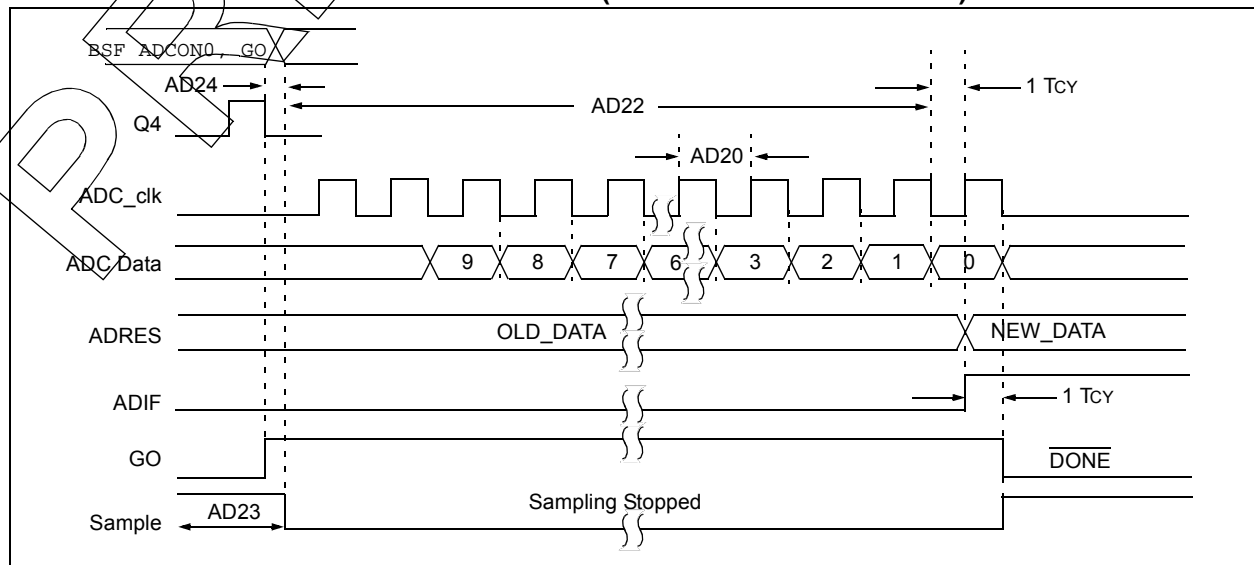 BSF ADCON0, GO
AD24
1 TCY
AD22
Q4
AD20
ADC_clk
ADC Data
9
8
7
6
3
2
1
0
ADRES
OLD_DATA
NEW_DATA
ADIF
1 TCY
GO
DONE
Sampling Stopped
AD23
Sample